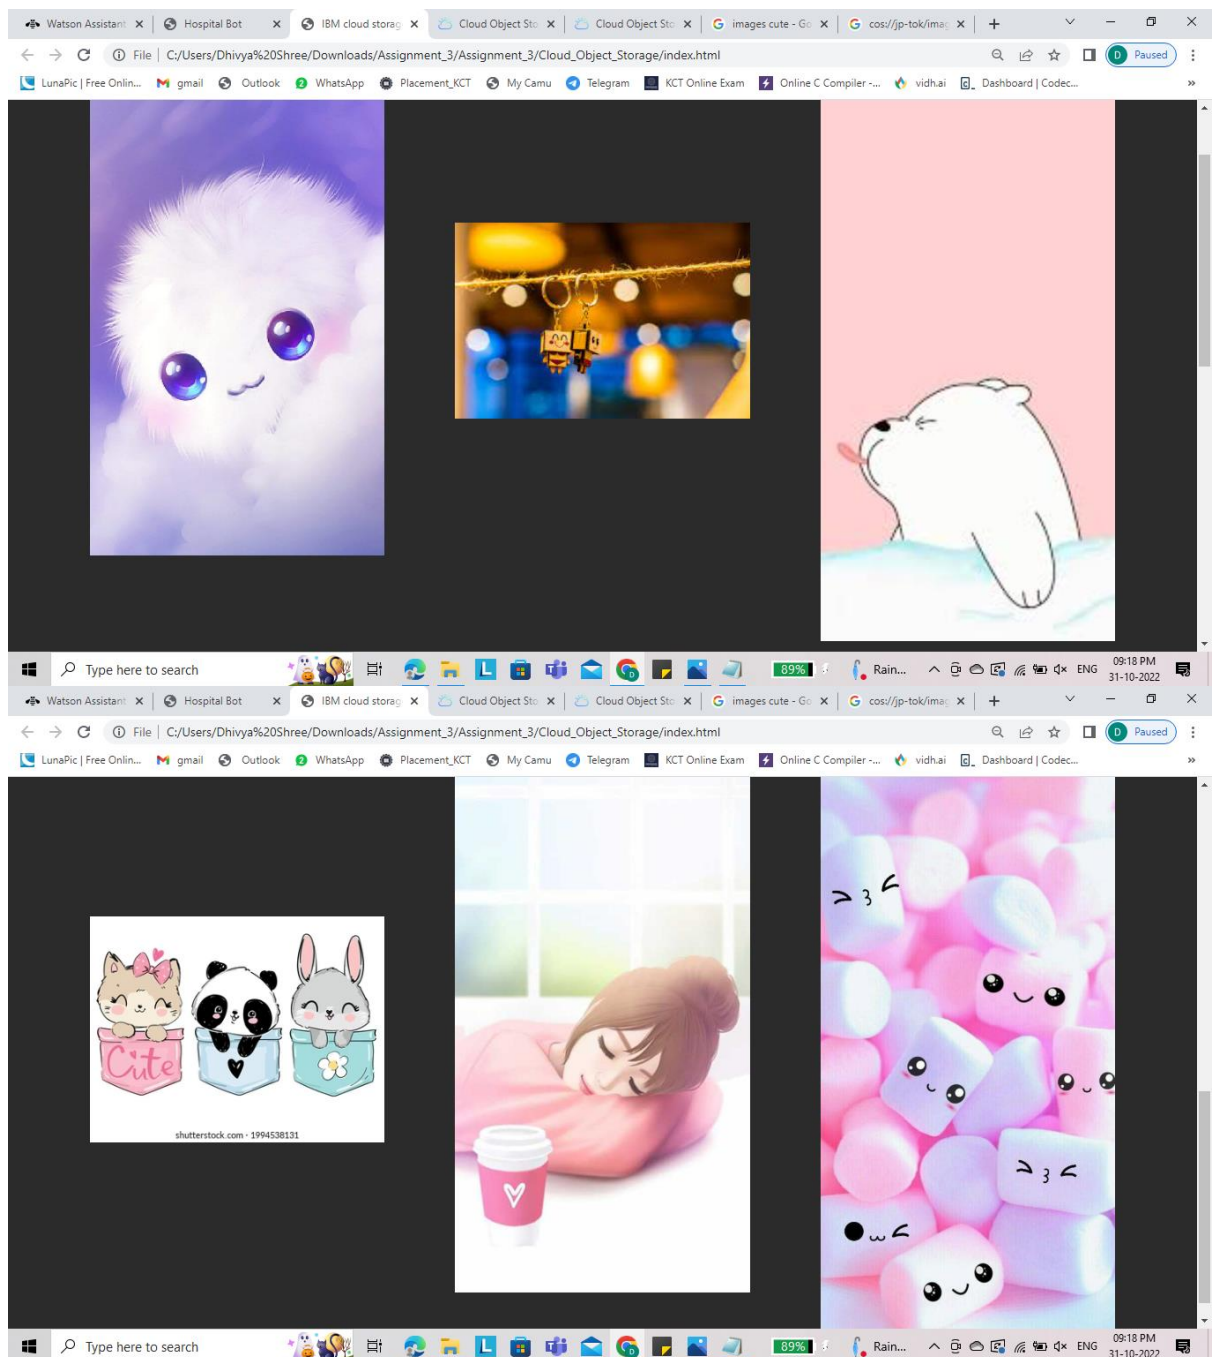 Watson Assistant Hospital Bot IBM cloud storag Cloud Object Sto Cloud Object Sto images cute - Go cos://jp-tok/imag
File C:/Users/Dhivya%20Shree/Downloads/Assignment_3/Assignment_3/Cloud_Object_Storage/index.html D Paused
LunaPic | Free Onlin... gmail Outlook WhatsApp Placement_KCT My Camu Telegram KCT Online Exam Online C Compiler -... vidh.ai Dashboard | Codec... »
Type here to search 89% Rain... ENG 09:18 PM
31-10-2022
Watson Assistant Hospital Bot IBM cloud storag Cloud Object Sto Cloud Object Sto images cute - Go cos://jp-tok/imag
File C:/Users/Dhivya%20Shree/Downloads/Assignment_3/Assignment_3/Cloud_Object_Storage/index.html D Paused
LunaPic | Free Onlin... gmail Outlook WhatsApp Placement_KCT My Camu Telegram KCT Online Exam Online C Compiler -... vidh.ai Dashboard | Codec... »
Cute
shutterstock.com · 1994538131
Type here to search 89% Rain... ENG 09:18 PM
31-10-2022